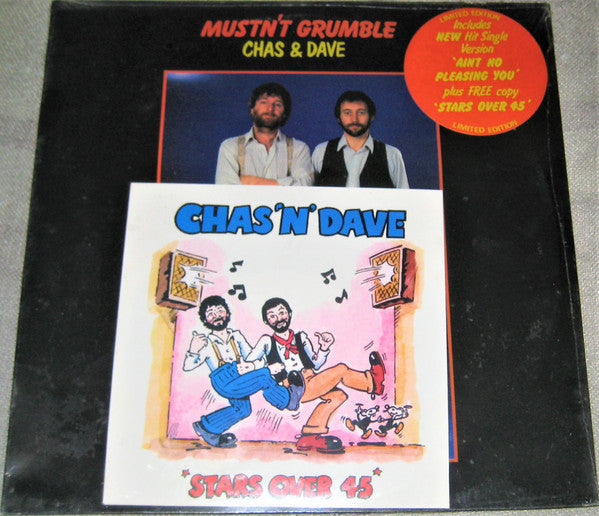 MUSTN'T GRUMBLE
CHAS & DAVE
LIMITED EDITION
Includes
NEW Hit Single
Version
'AINT NO
PLEASING YOU'
plus FREE copy
'STARS OVER 45'
LIMITED EDITION
CHAS 'N' DAVE
"STARS OVER 45"